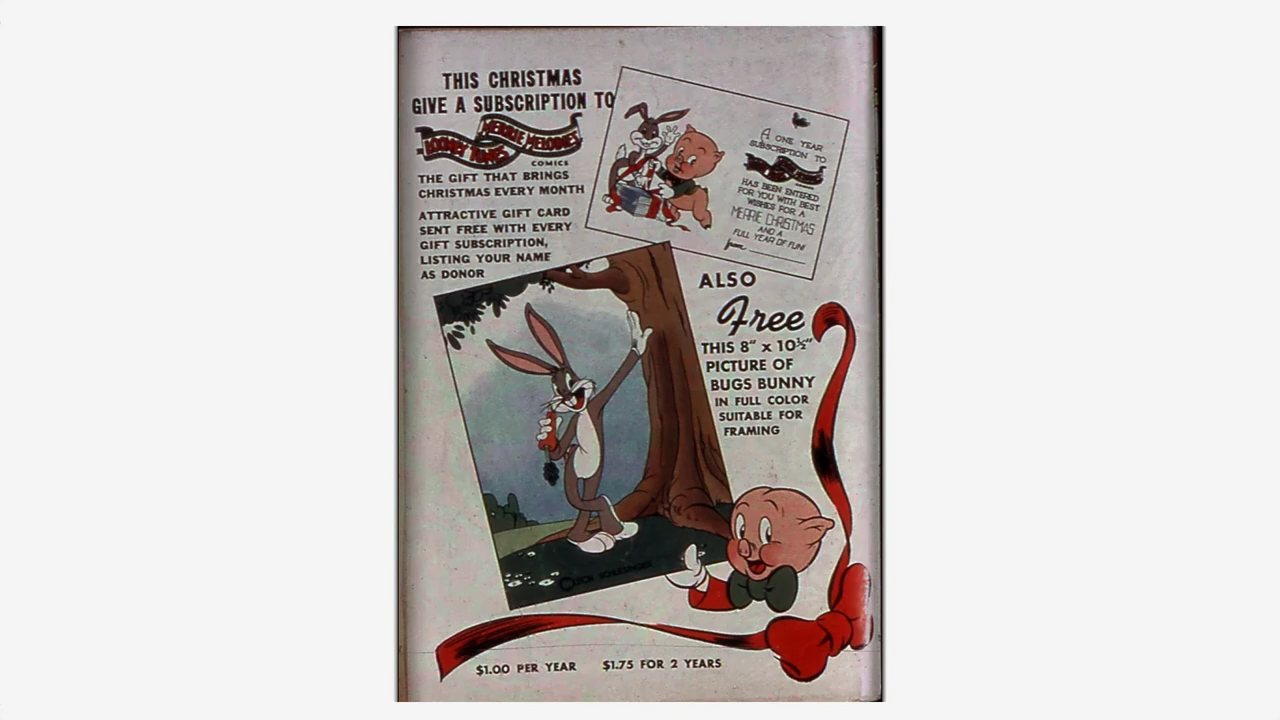 THIS CHRISTMAS
GIVE A SUBSCRIPTION TO
LOONEY TUNES
MERRIE MELODIES
COMICS
THE GIFT THAT BRINGS
CHRISTMAS EVERY MONTH
ATTRACTIVE GIFT CARD
SENT FREE WITH EVERY
GIFT SUBSCRIPTION,
LISTING YOUR NAME
AS DONOR
A ONE YEAR
SUBSCRIPTION TO
HAS BEEN ENTERED
FOR YOU WITH BEST
WISHES FOR A
MERRIE CHRISTMAS
AND A
FULL YEAR OF FUN!
from
ALSO
Free
THIS 8" x 10½"
PICTURE OF
BUGS BUNNY
IN FULL COLOR
SUITABLE FOR
FRAMING
LEON SCHLESINGER
$1.00 PER YEAR $1.75 FOR 2 YEARS